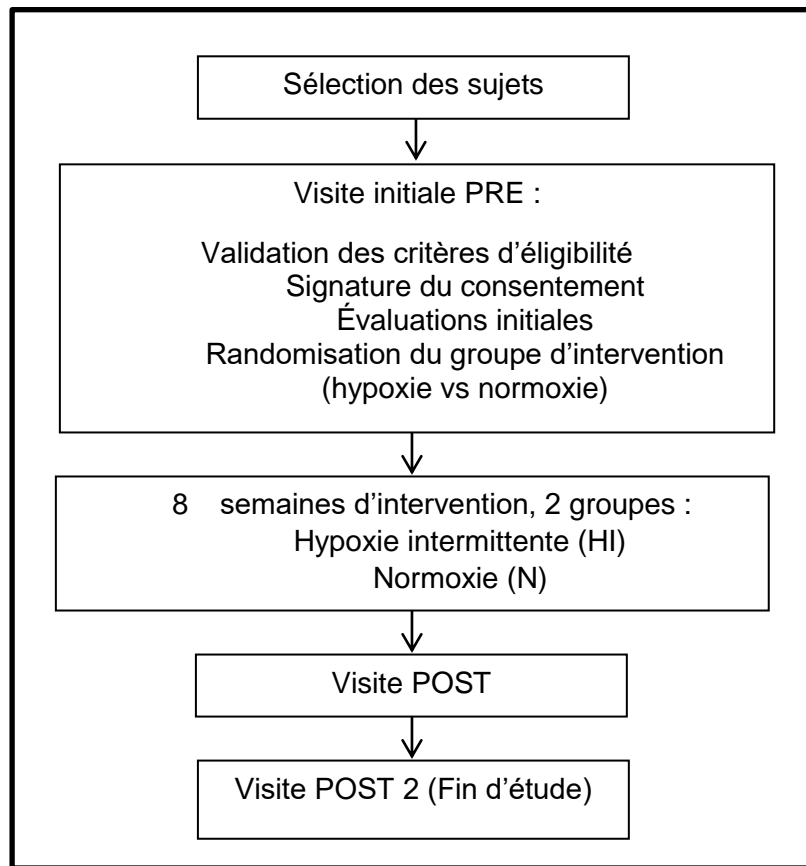 Sélection des sujets
Visite initiale PRE :
Validation des critères d'éligibilité
Signature du consentement
Évaluations initiales
Randomisation du groupe d'intervention
(hypoxie vs normoxie)
8 semaines d'intervention, 2 groupes :
Hypoxie intermittente (HI)
Normoxie (N)
Visite POST
Visite POST 2 (Fin d'étude)